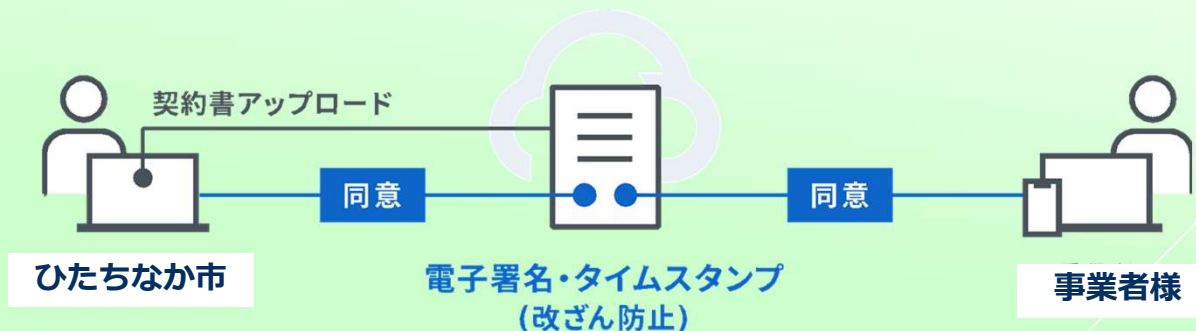 契約書アップロード
同意
同意
ひたちなか市
電子署名・タイムスタンプ
(改ざん防止)
事業者様